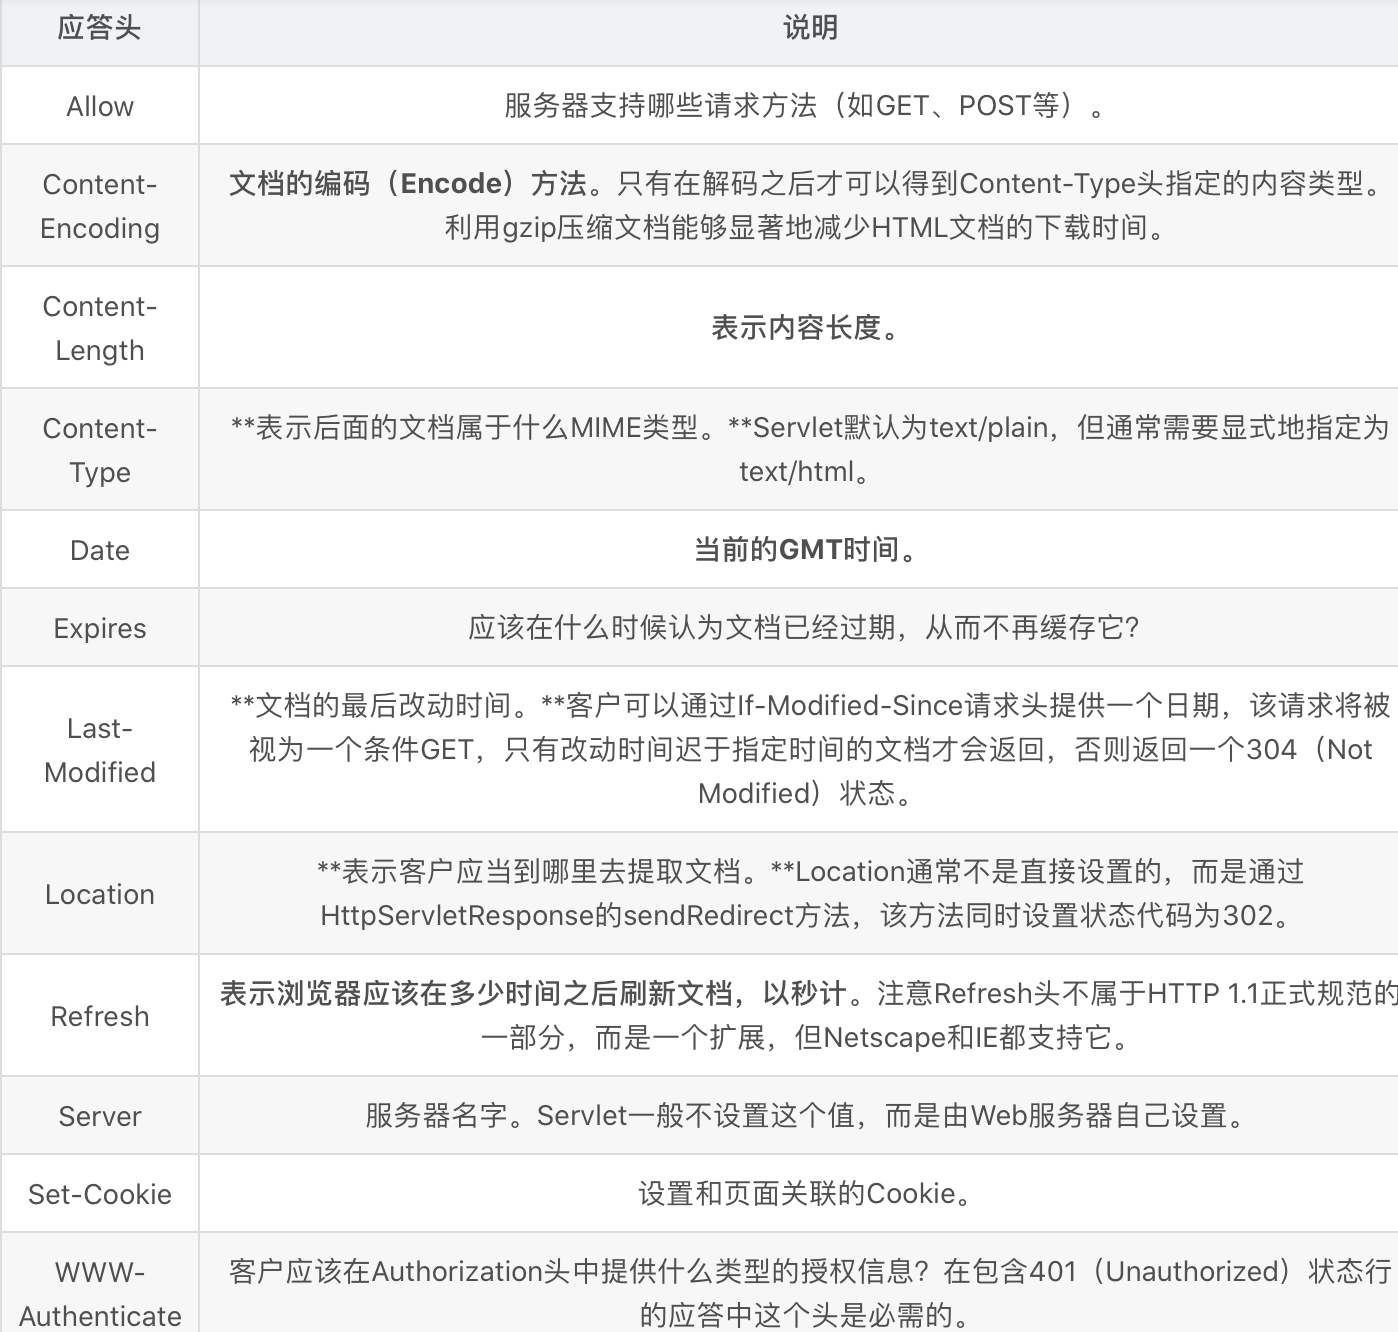 应答头
说明
Allow
服务器支持哪些请求方法（如GET、POST等）。
Content-
Encoding
文档的编码（Encode）方法。只有在解码之后才可以得到Content-Type头指定的内容类型。
利用gzip压缩文档能够显著地减少HTML文档的下载时间。
Content-
Length
表示内容长度。
Content-
Type
**表示后面的文档属于什么MIME类型。**Servlet默认为text/plain，但通常需要显式地指定为
text/html。
Date
当前的GMT时间。
Expires
应该在什么时候认为文档已经过期，从而不再缓存它？
Last-
Modified
**文档的最后改动时间。**客户可以通过If-Modified-Since请求头提供一个日期，该请求将被
视为一个条件GET，只有改动时间迟于指定时间的文档才会返回，否则返回一个304（Not
Modified）状态。
Location
**表示客户应当到哪里去提取文档。**Location通常不是直接设置的，而是通过
HttpServletResponse的sendRedirect方法，该方法同时设置状态代码为302。
Refresh
表示浏览器应该在多少时间之后刷新文档，以秒计。注意Refresh头不属于HTTP 1.1正式规范的
一部分，而是一个扩展，但Netscape和IE都支持它。
Server
服务器名字。Servlet一般不设置这个值，而是由Web服务器自己设置。
Set-Cookie
设置和页面关联的Cookie。
WWW-
Authenticate
客户应该在Authorization头中提供什么类型的授权信息？在包含401（Unauthorized）状态行
的应答中这个头是必需的。